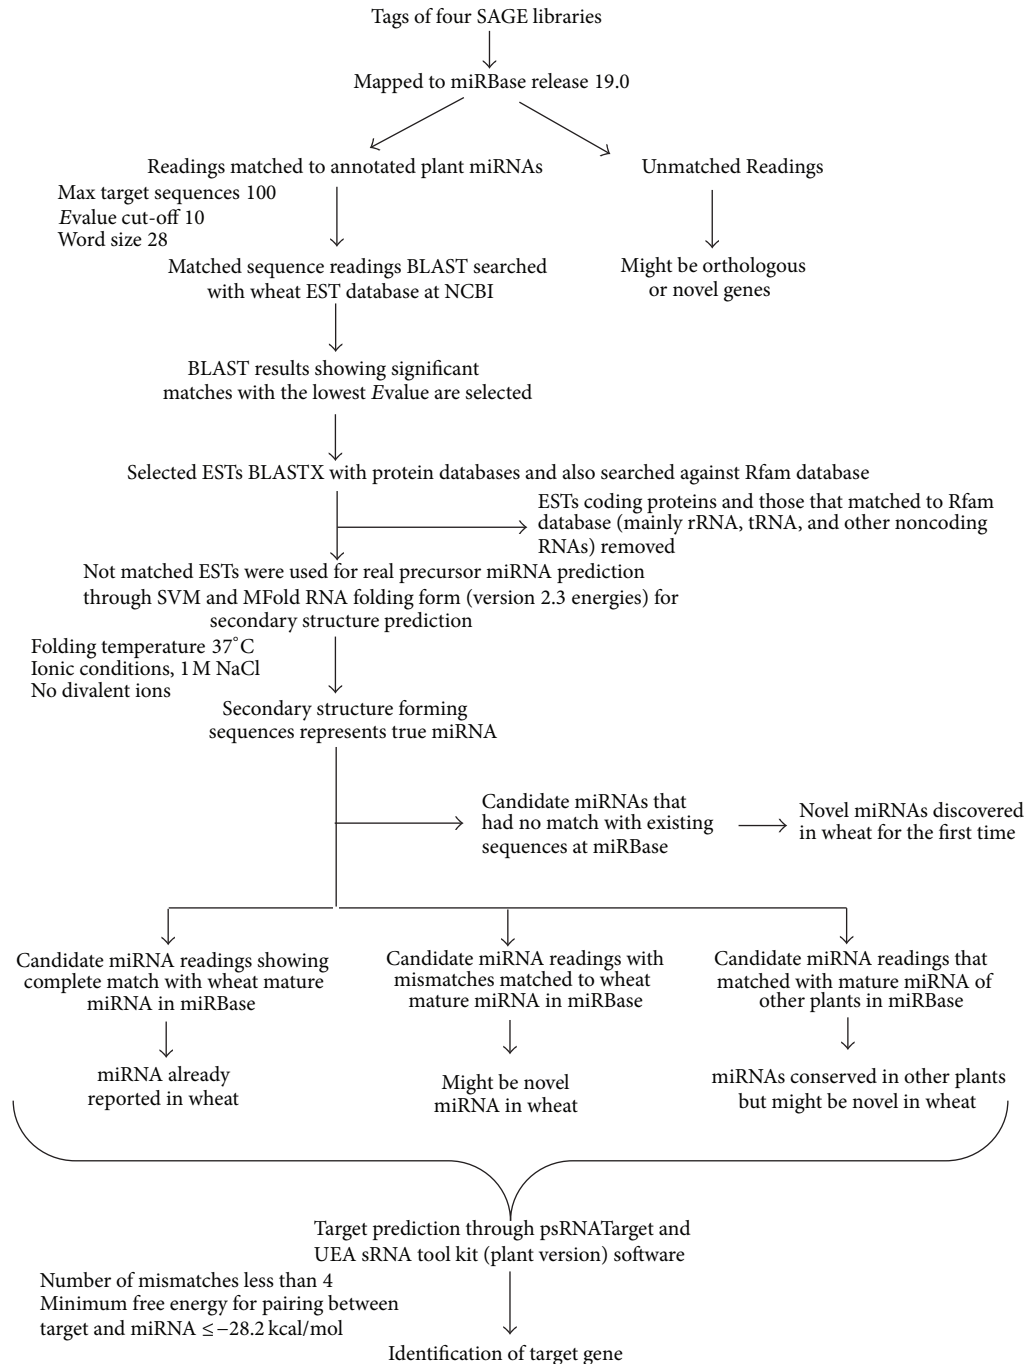 Tags of four SAGE libraries
Mapped to miRBase release 19.0
Readings matched to annotated plant miRNAs
Unmatched Readings
Max target sequences 100
Evalue cut-off 10
Word size 28
Matched sequence readings BLAST searched
with wheat EST database at NCBI
Might be orthologous
or novel genes
BLAST results showing significant
matches with the lowest Evalue are selected
Selected ESTs BLASTX with protein databases and also searched against Rfam database
ESTs coding proteins and those that matched to Rfam
database (mainly rRNA, tRNA, and other noncoding
RNAs) removed
Not matched ESTs were used for real precursor miRNA prediction
through SVM and MFold RNA folding form (version 2.3 energies) for
secondary structure prediction
Folding temperature 37°C
Ionic conditions, 1 M NaCl
No divalent ions
Secondary structure forming
sequences represents true miRNA
Candidate miRNAs that
had no match with existing
sequences at miRBase
Novel miRNAs discovered
in wheat for the first time
Candidate miRNA readings showing
complete match with wheat mature
miRNA in miRBase
Candidate miRNA readings with
mismatches matched to wheat
mature miRNA in miRBase
Candidate miRNA readings that
matched with mature miRNA of
other plants in miRBase
miRNA already
reported in wheat
Might be novel
miRNA in wheat
miRNAs conserved in other plants
but might be novel in wheat
Target prediction through psRNATarget and
UEA sRNA tool kit (plant version) software
Number of mismatches less than 4
Minimum free energy for pairing between
target and miRNA ≤−28.2 kcal/mol
Identification of target gene